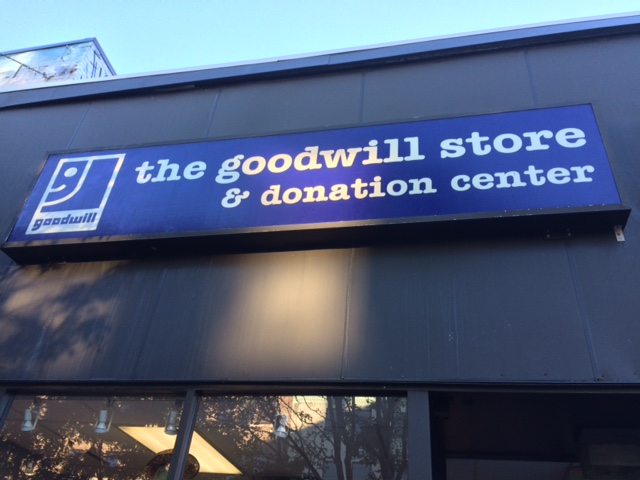 goodwill
the goodwill store
& donation center